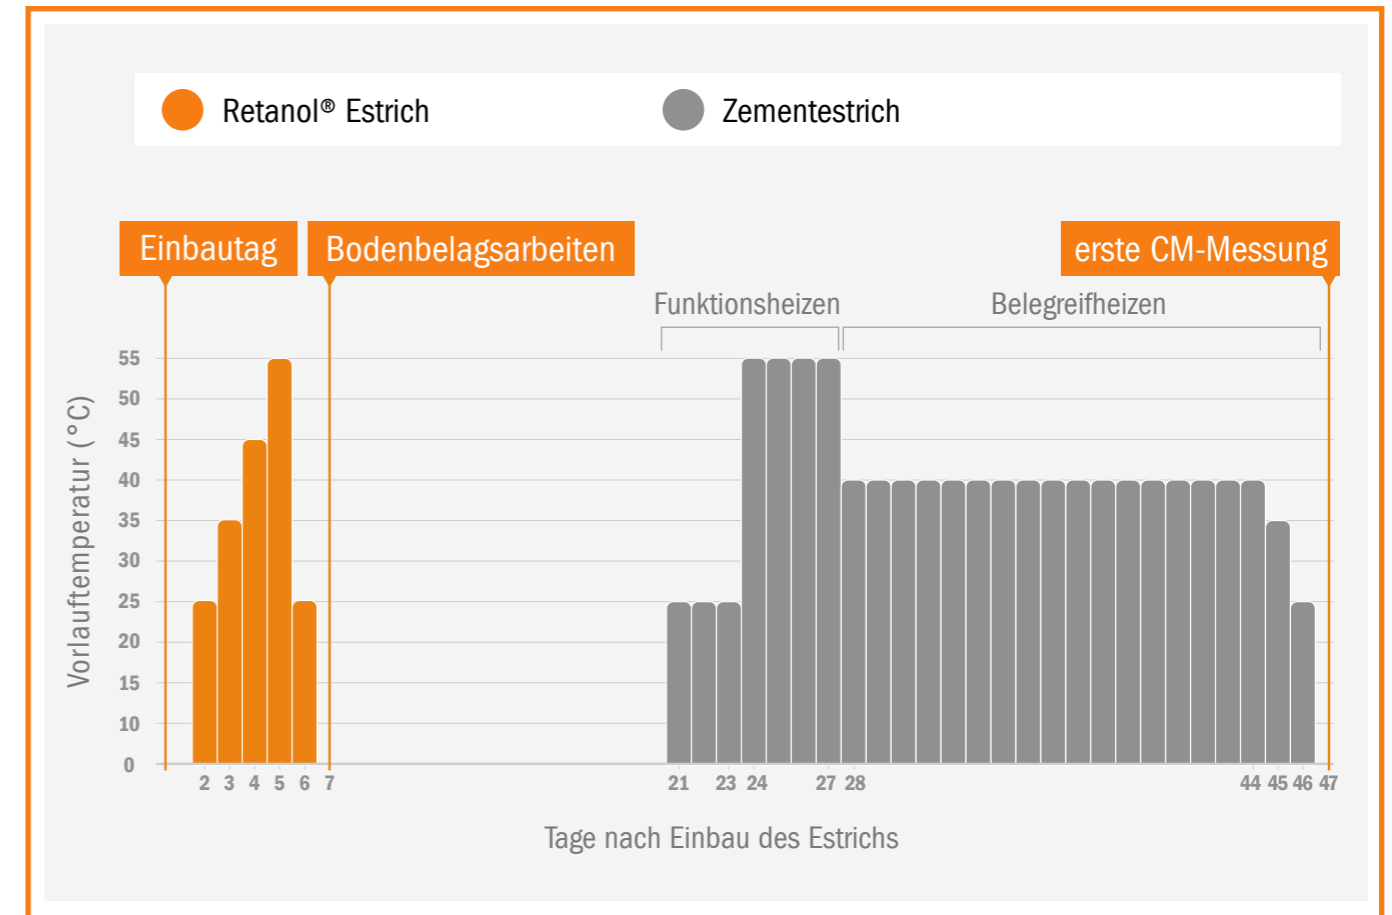 Retanol® Estrich
Zementestrich
Einbautag
Bodenbelagsarbeiten
erste CM-Messung
Funktionsheizen
Belegreifheizen
Vorlauftemperatur (°C)
55
50
45
40
35
30
25
20
15
10
0
2 3 4 5 6 7 21 23 24 27 28 44 45 46 47
Tage nach Einbau des Estrichs